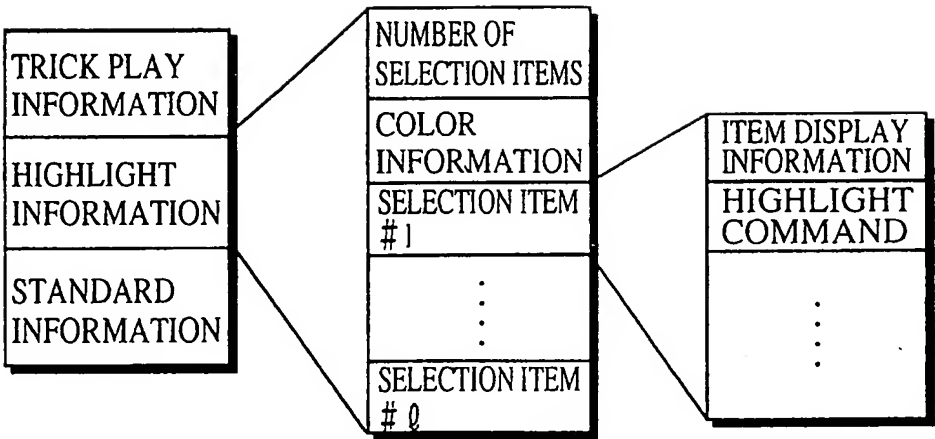 TRICK PLAY
INFORMATION
HIGHLIGHT
INFORMATION
STANDARD
INFORMATION
NUMBER OF
SELECTION ITEMS
COLOR
INFORMATION
SELECTION ITEM
# 1
SELECTION ITEM
# ℓ
ITEM DISPLAY
INFORMATION
HIGHLIGHT
COMMAND